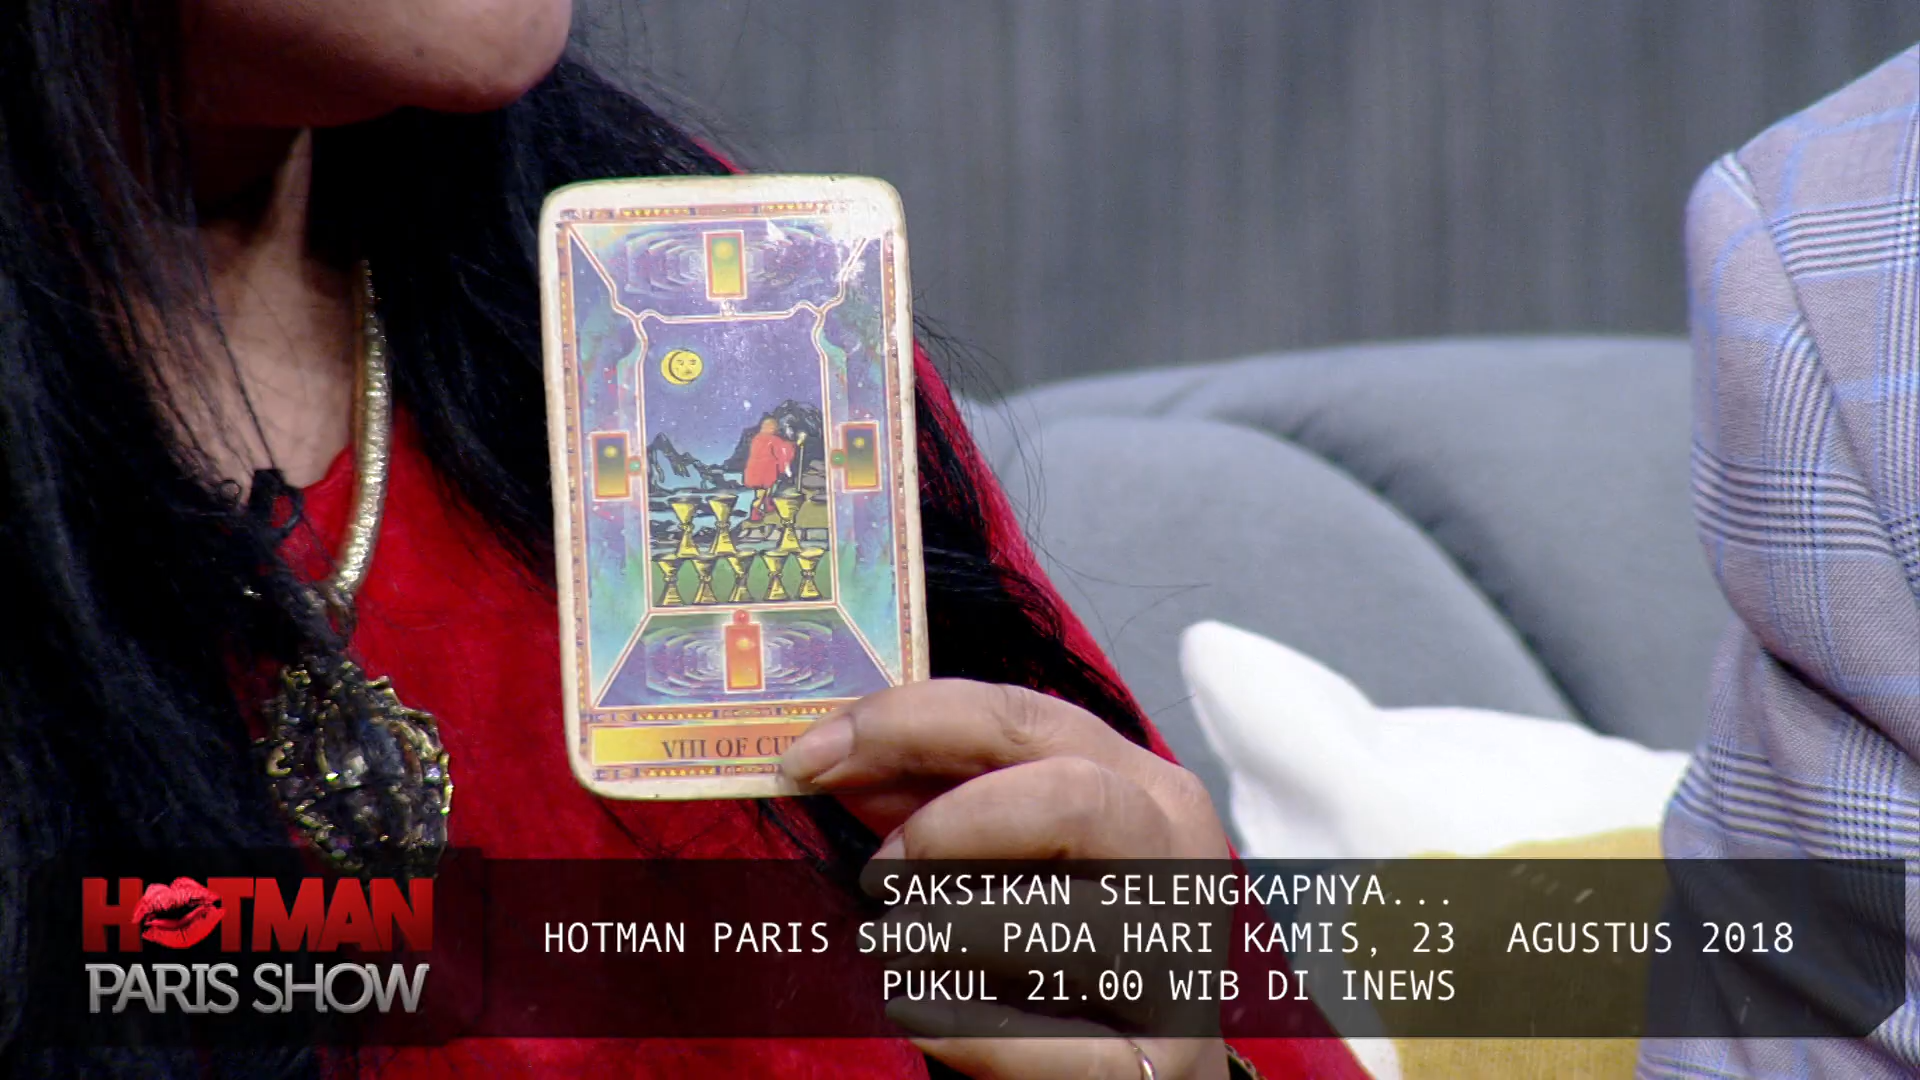 VIII OF CU
HOTMAN
PARIS SHOW
SAKSIKAN SELENGKAPNYA...
HOTMAN PARIS SHOW. PADA HARI KAMIS, 23 AGUSTUS 2018
PUKUL 21.00 WIB DI INEWS